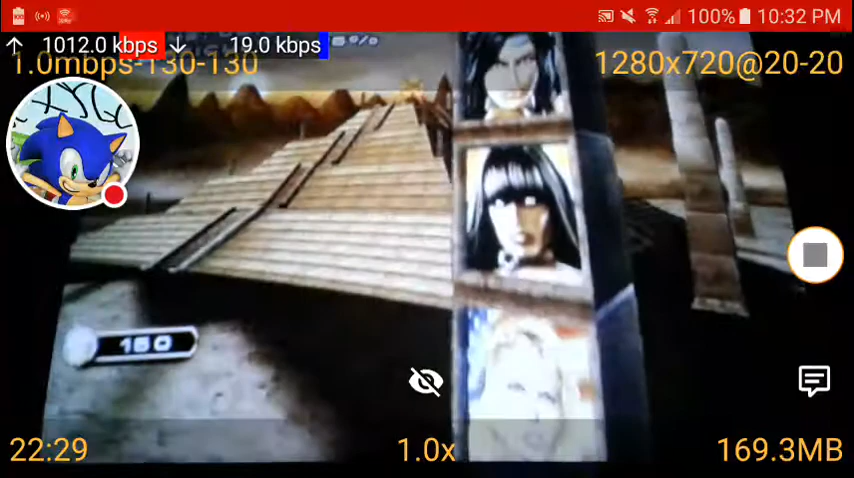 100% 10:32 PM
↑ 1012.0 kbps ↓ 19.0 kbps
1.0mbps-130-130
1280x720@20-20
150
22:29
1.0x
169.3MB